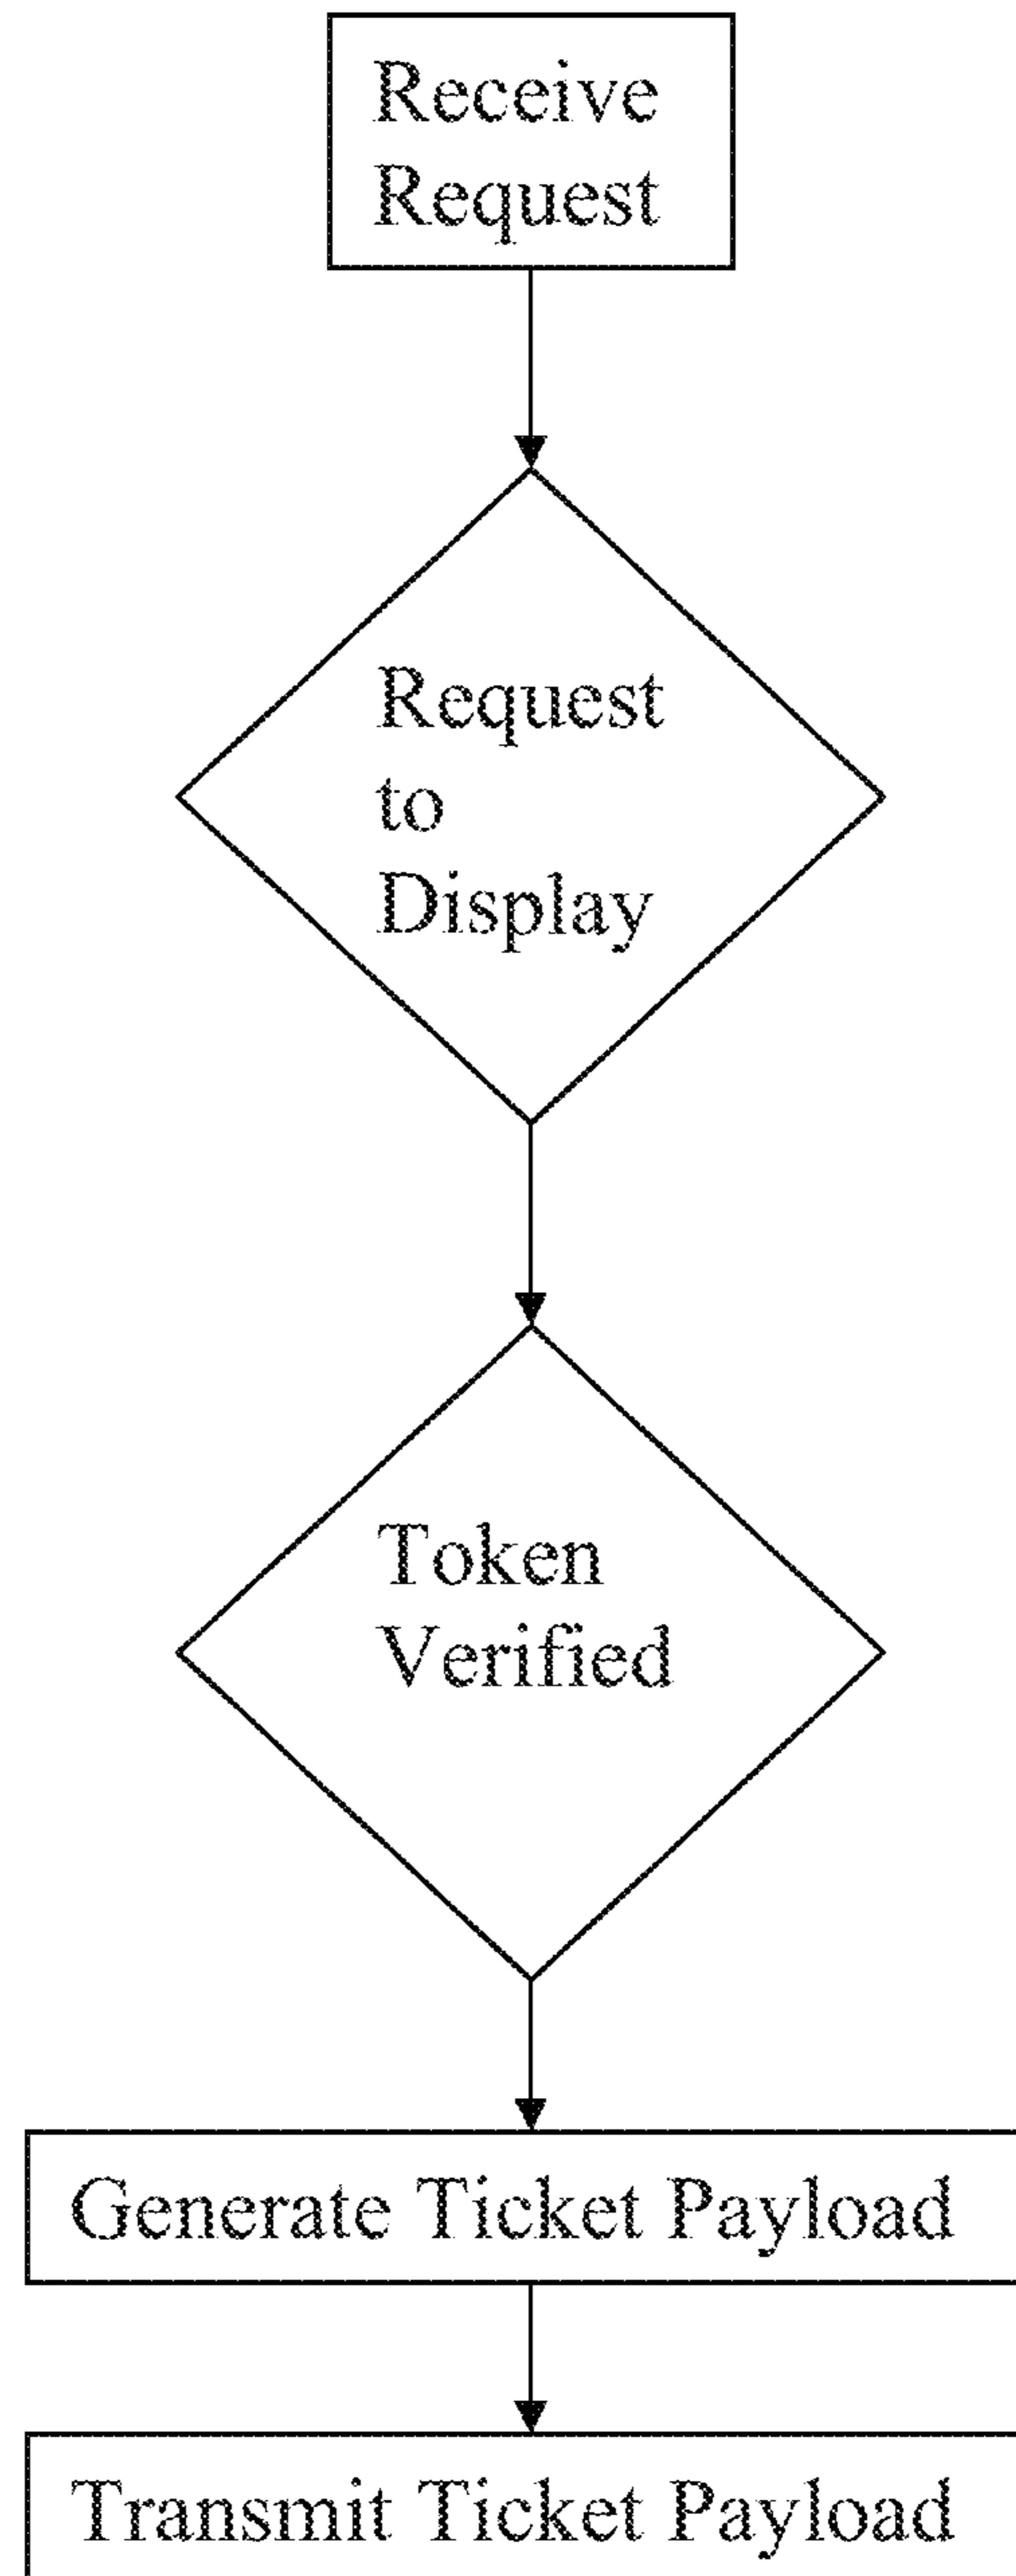 Receive
Request
Request
to
Display
Token
Verified
Generate Ticket Payload
Transmit Ticket Payload